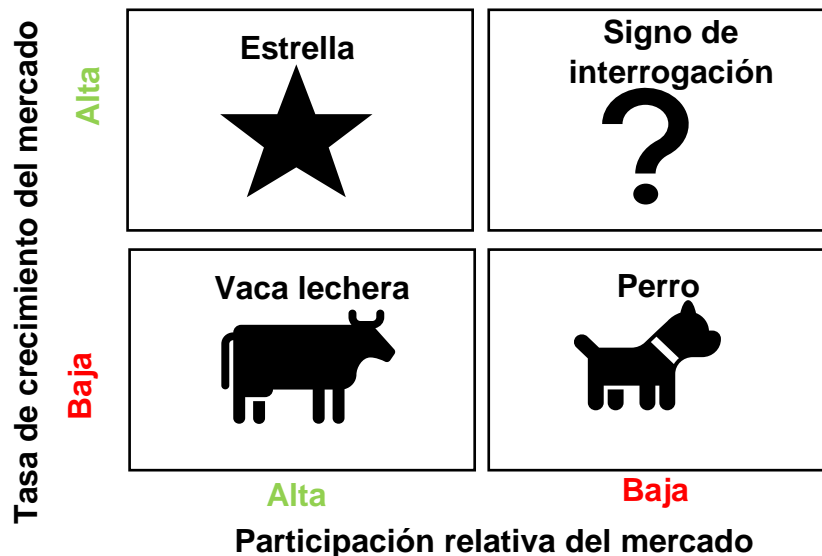 Tasa de crecimiento del mercado
Alta
Estrella
Signo de
interrogación
Baja
Vaca lechera
Perro
Alta
Baja
Participación relativa del mercado